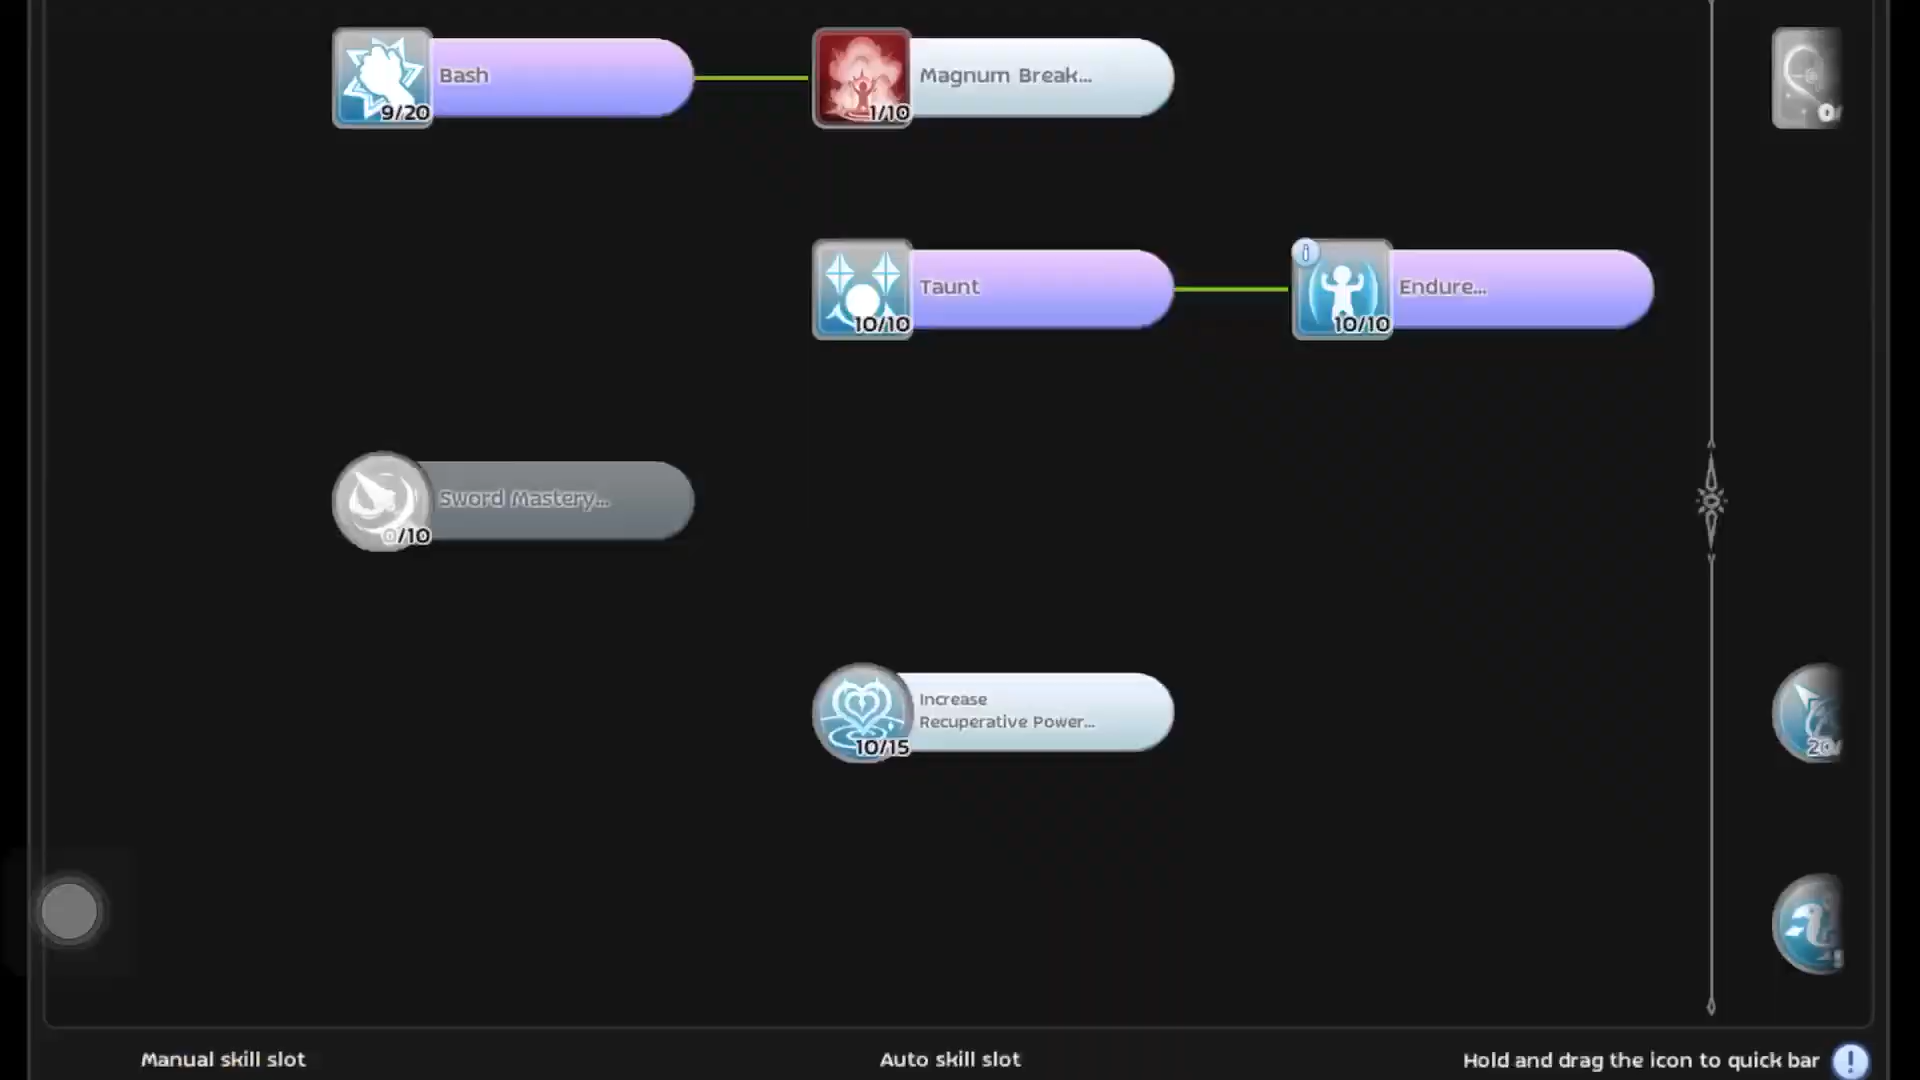 Bash
9/20
Magnum Break...
1/10
Taunt
10/10
Endure...
10/10
Sword Mastery...
0/10
Increase
Recuperative Power...
10/15
Manual skill slot
Auto skill slot
Hold and drag the icon to quick bar